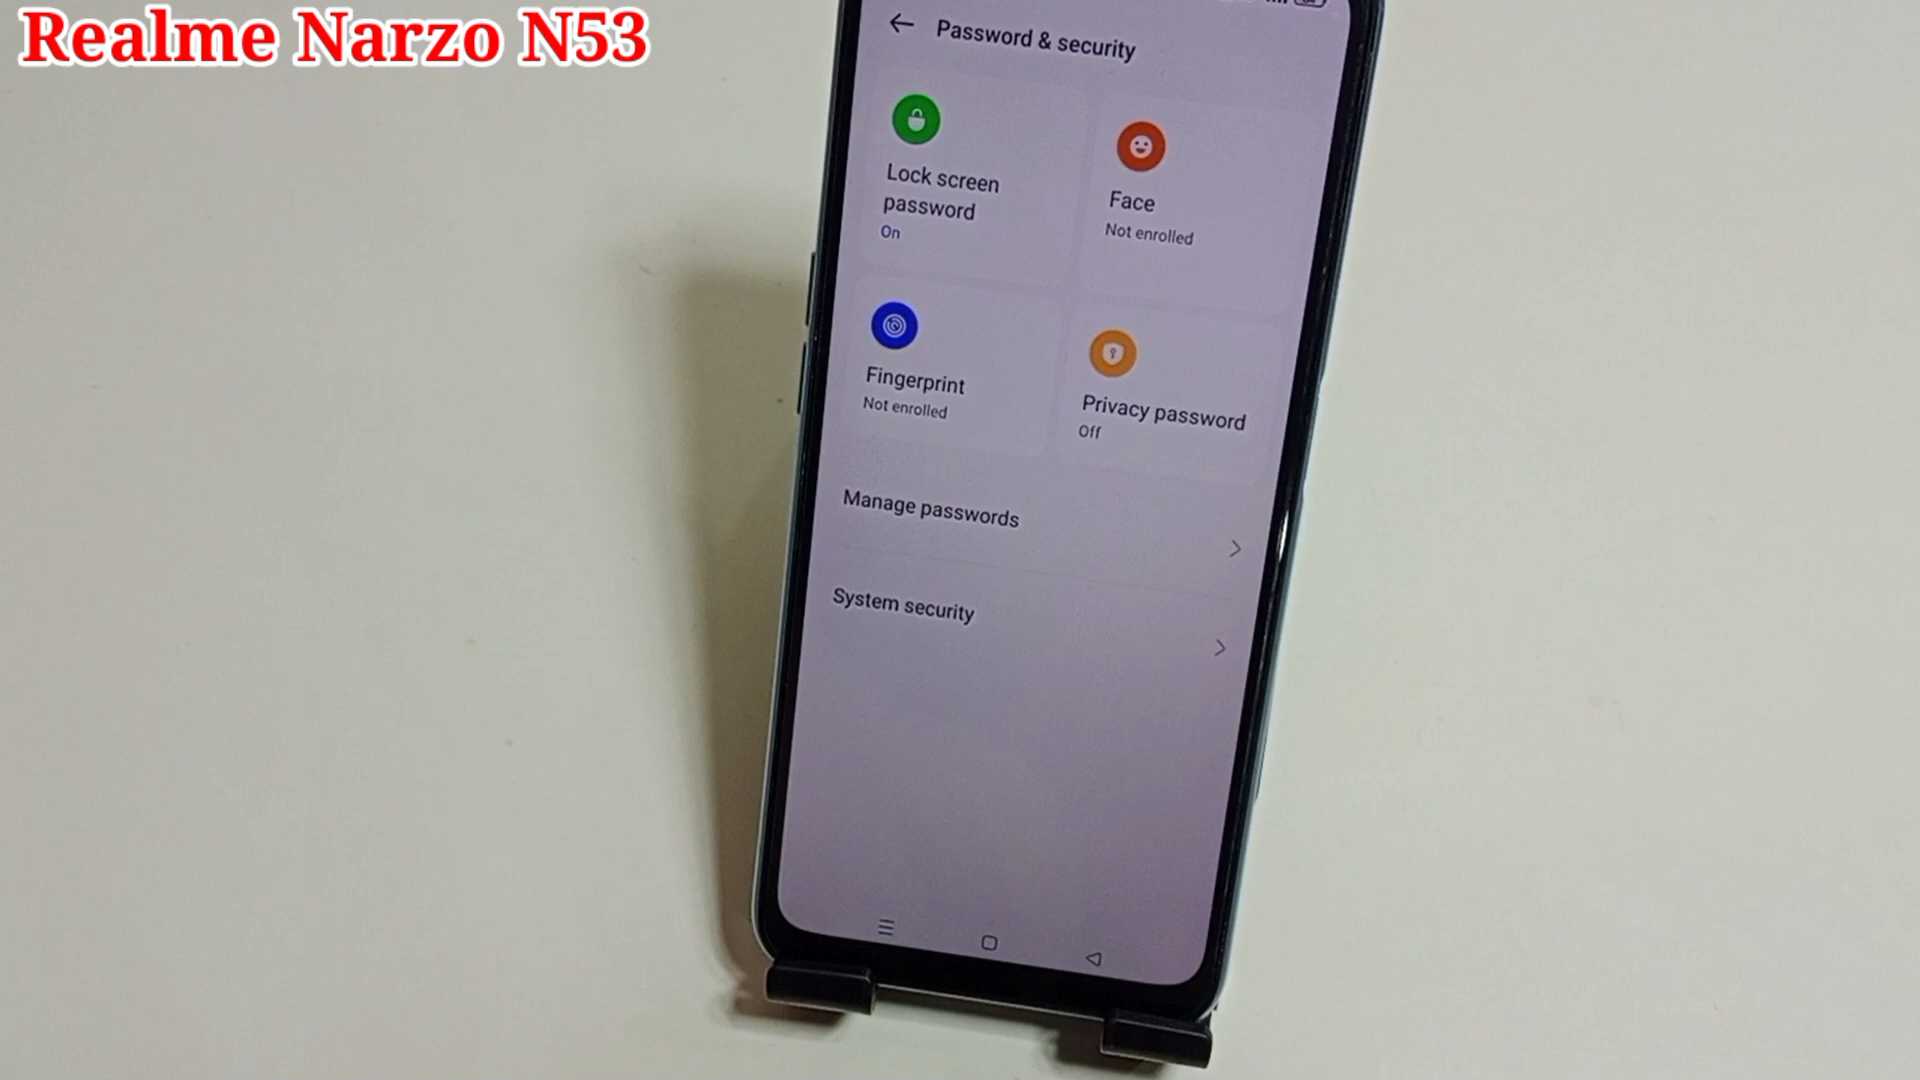 Realme Narzo N53
Password & security
Lock screen
password
On
Face
Not enrolled
Fingerprint
Not enrolled
Privacy password
Off
Manage passwords
System security